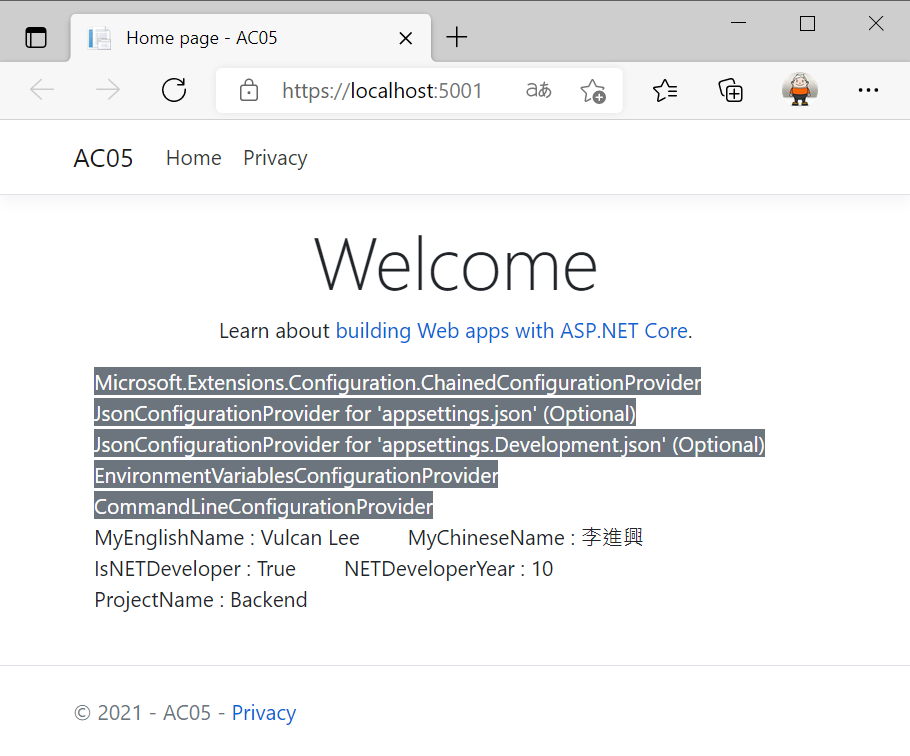 Home page - AC05
https://localhost:5001
aあ
AC05 Home Privacy
Welcome
Learn about building Web apps with ASP.NET Core.
Microsoft.Extensions.Configuration.ChainedConfigurationProvider
JsonConfigurationProvider for 'appsettings.json' (Optional)
JsonConfigurationProvider for 'appsettings.Development.json' (Optional)
EnvironmentVariablesConfigurationProvider
CommandLineConfigurationProvider
MyEnglishName : Vulcan Lee MyChineseName : 李進興
IsNETDeveloper : True NETDeveloperYear : 10
ProjectName : Backend
© 2021 - AC05 - Privacy